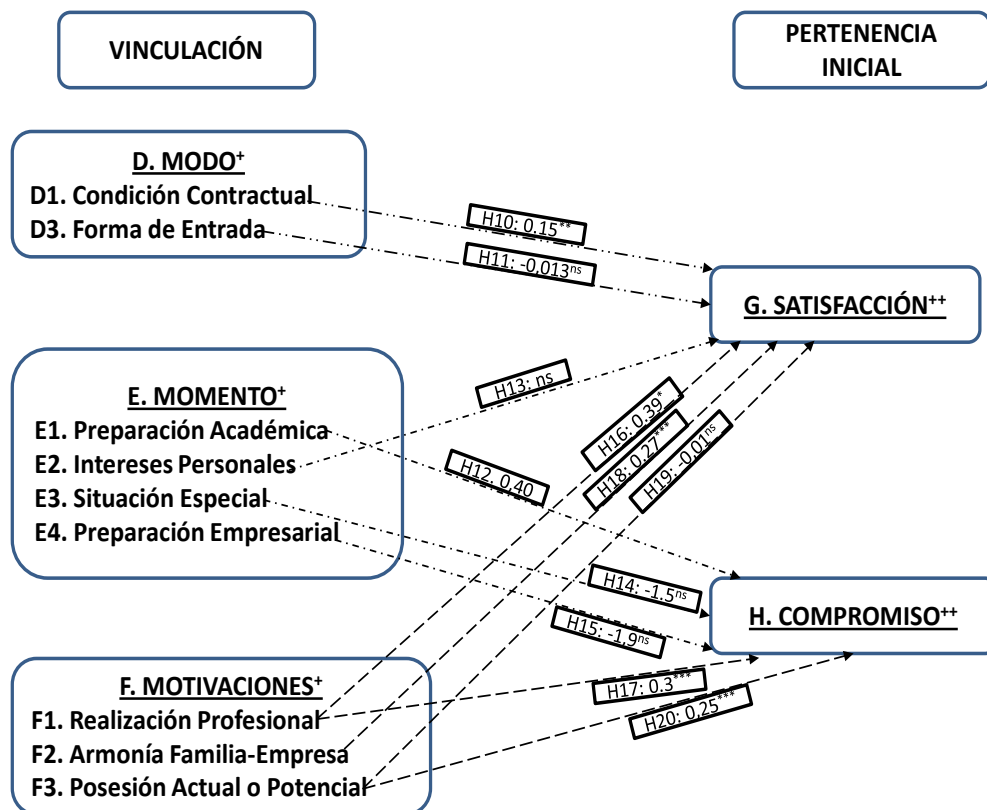 VINCULACIÓN
PERTENENCIA
INICIAL
D. MODO⁺
D1. Condición Contractual
D3. Forma de Entrada
H10: 0.15**
H11: -0,013ⁿˢ
G. SATISFACCIÓN⁺⁺
E. MOMENTO⁺
E1. Preparación Académica
E2. Intereses Personales
E3. Situación Especial
E4. Preparación Empresarial
H13: ns
H16: 0.39*
H18: 0,27***
H19: -0,01ⁿˢ
H12. 0,40
H14: -1.5ⁿˢ
H15: -1,9ⁿˢ
H. COMPROMISO⁺⁺
F. MOTIVACIONES⁺
F1. Realización Profesional
F2. Armonía Familia-Empresa
F3. Posesión Actual o Potencial
H17: 0.3***
H20: 0,25***